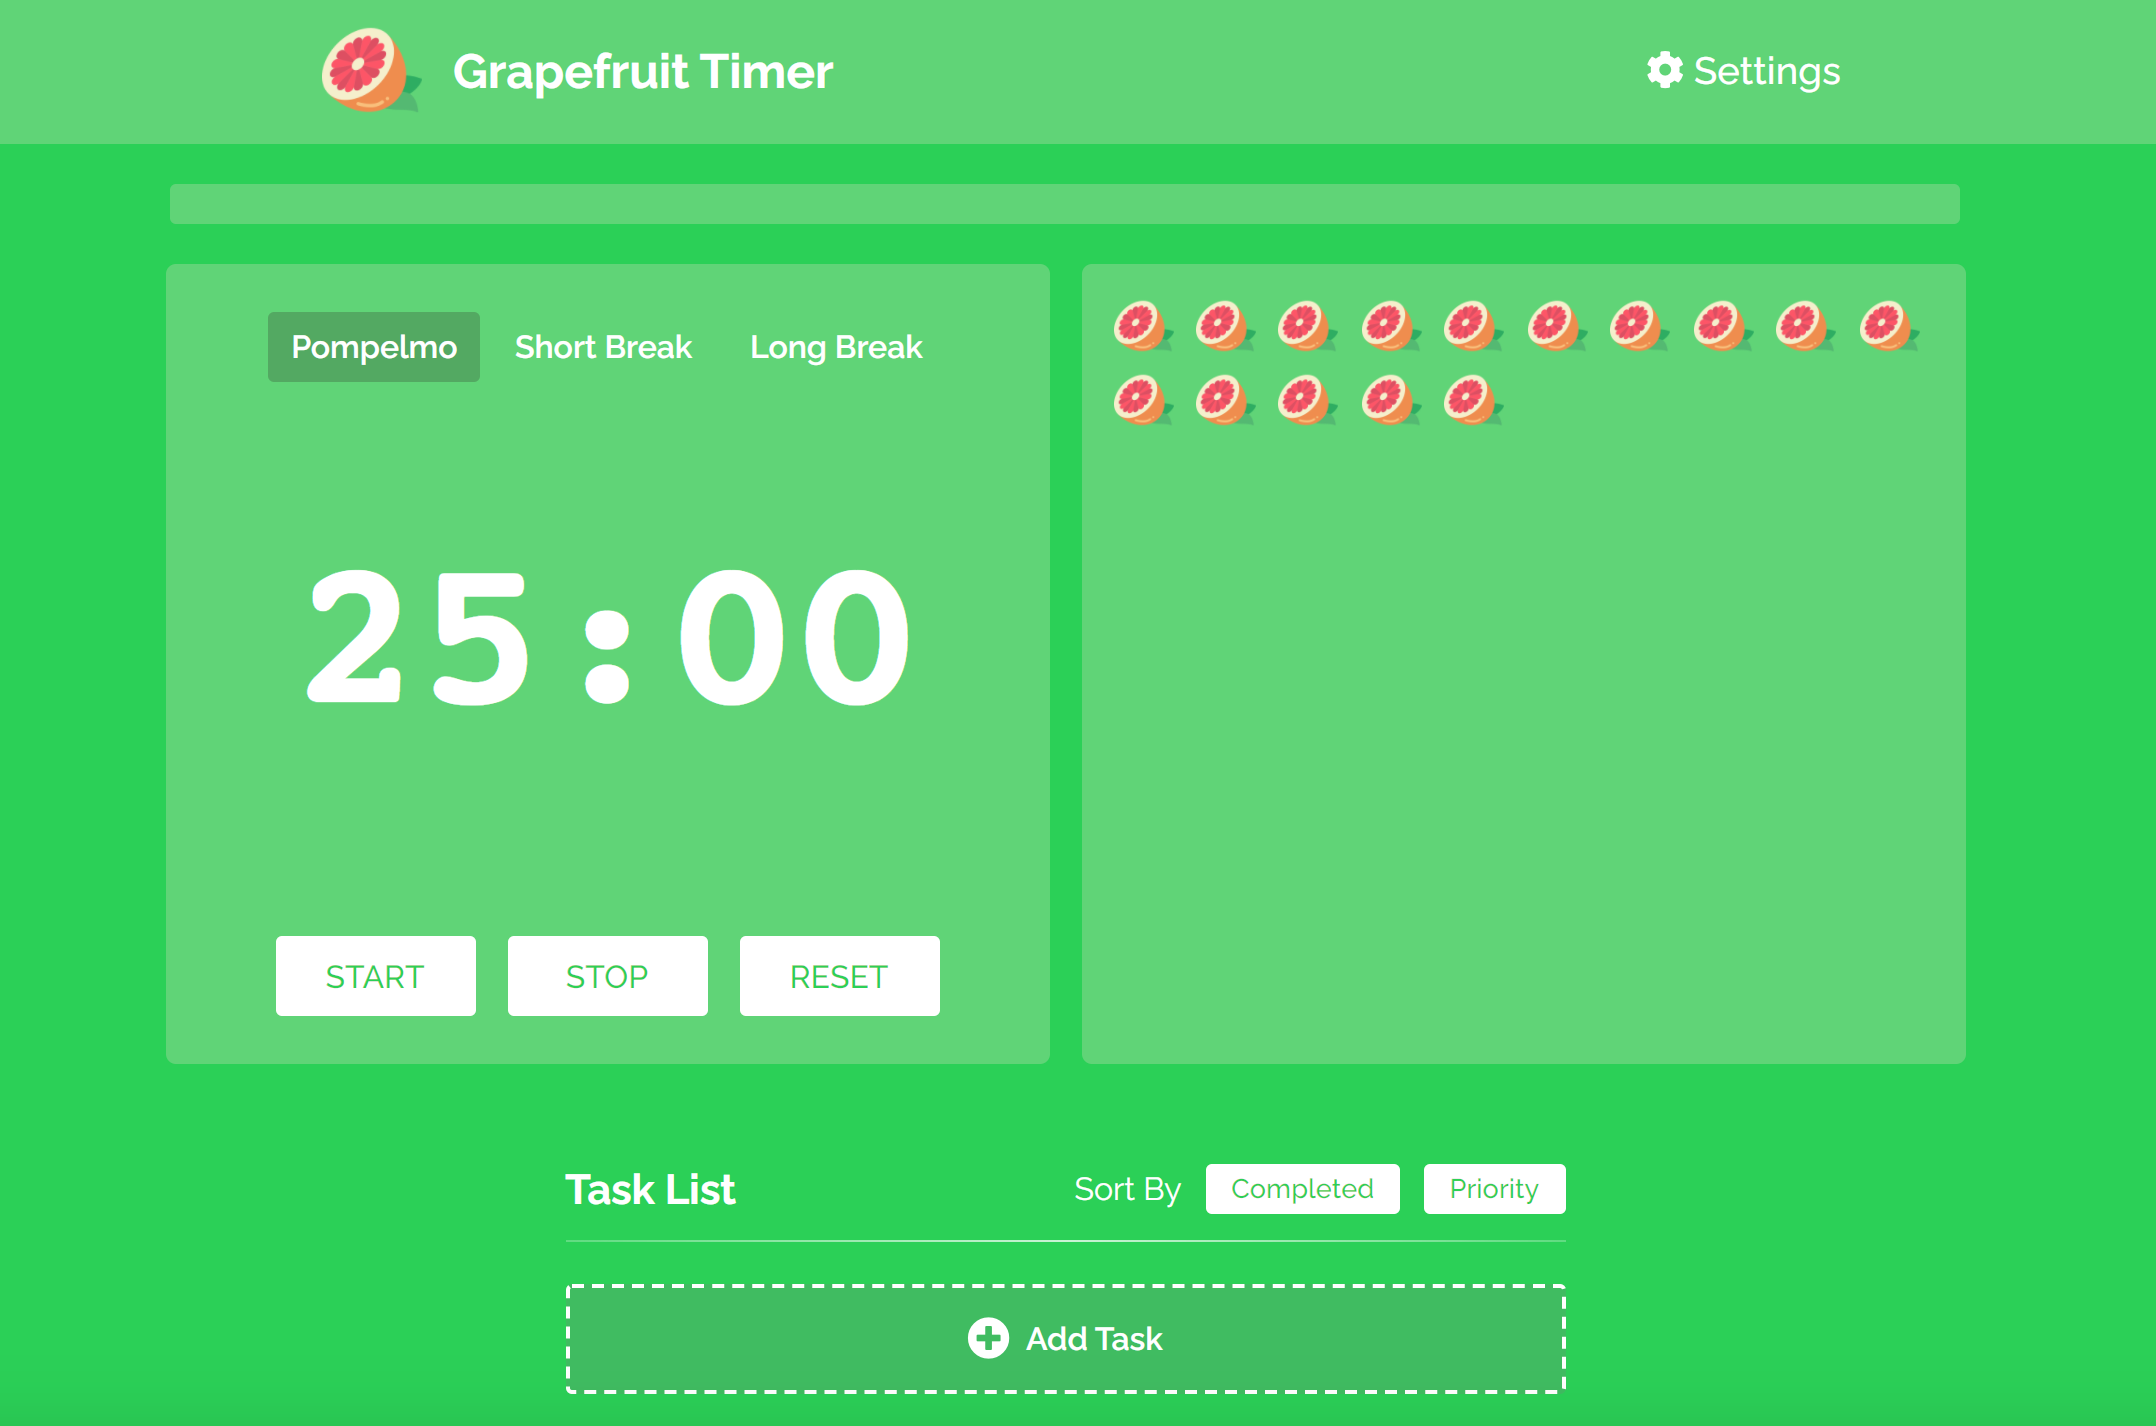 Grapefruit Timer
Settings
Pompelmo Short Break Long Break
25:00
START STOP RESET
Task List
Sort By Completed Priority
Add Task